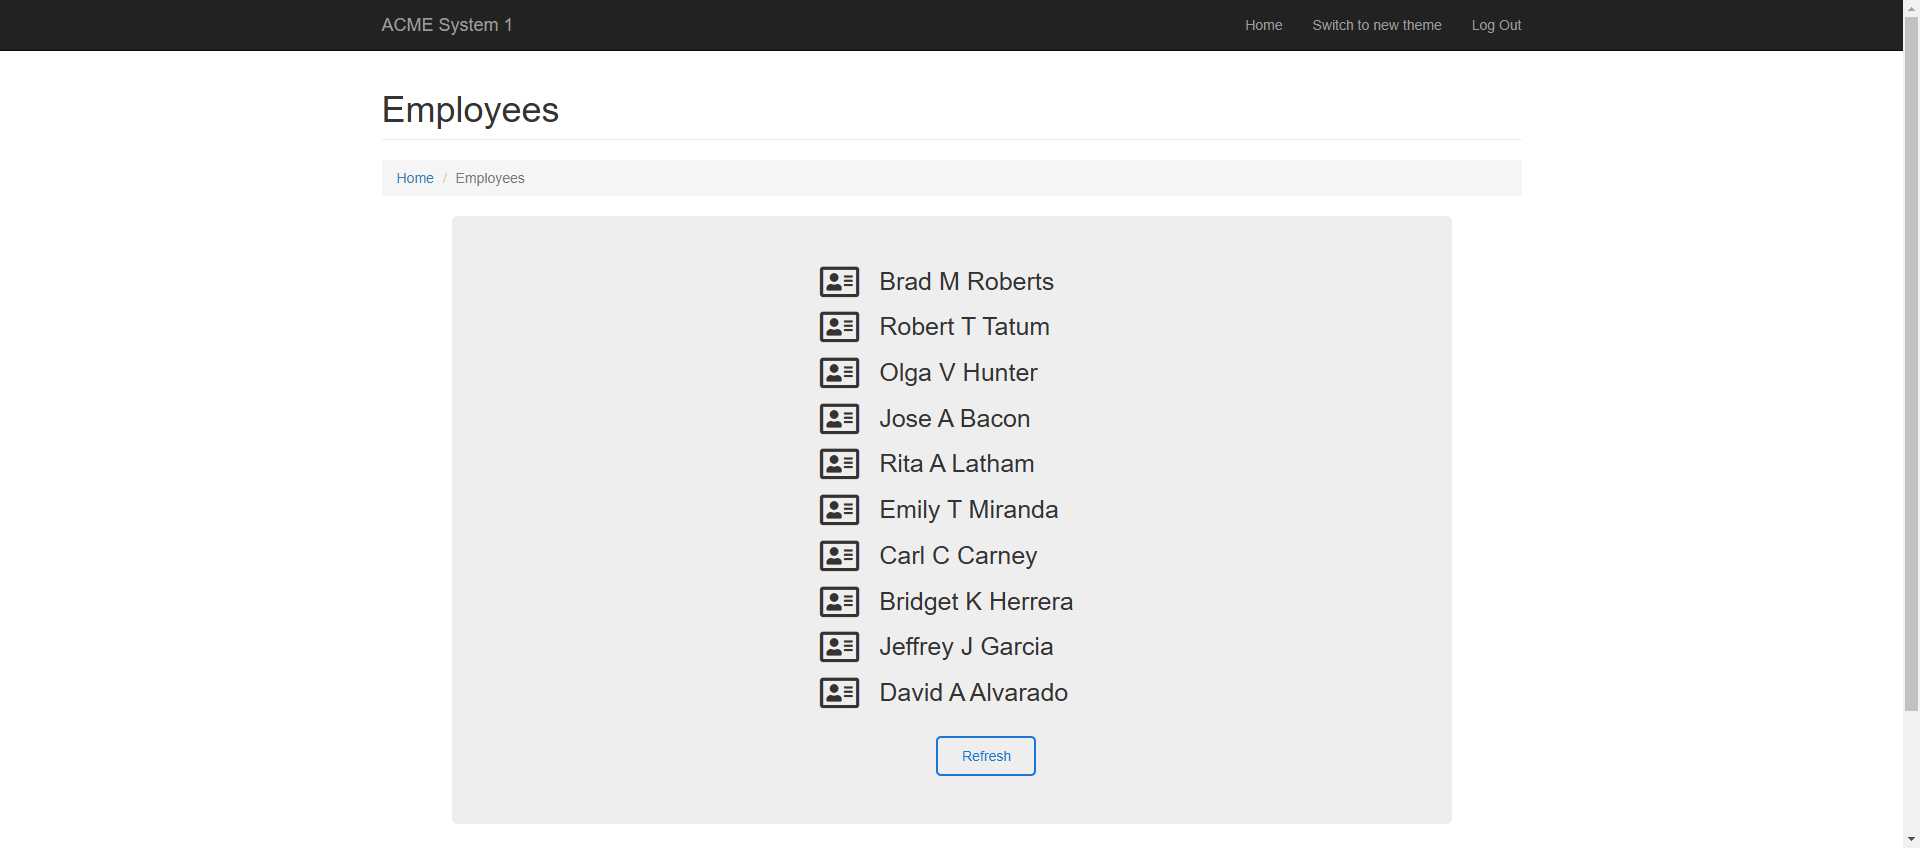 ACME System 1 Home Switch to new theme Log Out
Employees
Home / Employees
Brad M Roberts
Robert T Tatum
Olga V Hunter
Jose A Bacon
Rita A Latham
Emily T Miranda
Carl C Carney
Bridget K Herrera
Jeffrey J Garcia
David A Alvarado
Refresh